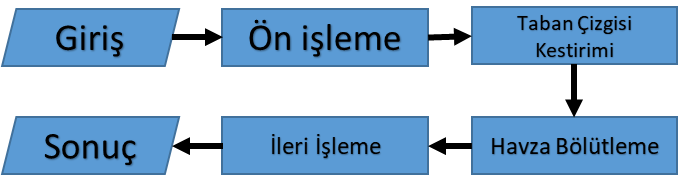 Giriş
Ön işleme
Taban Çizgisi
Kestirimi
Havza Bölütleme
İleri İşleme
Sonuç